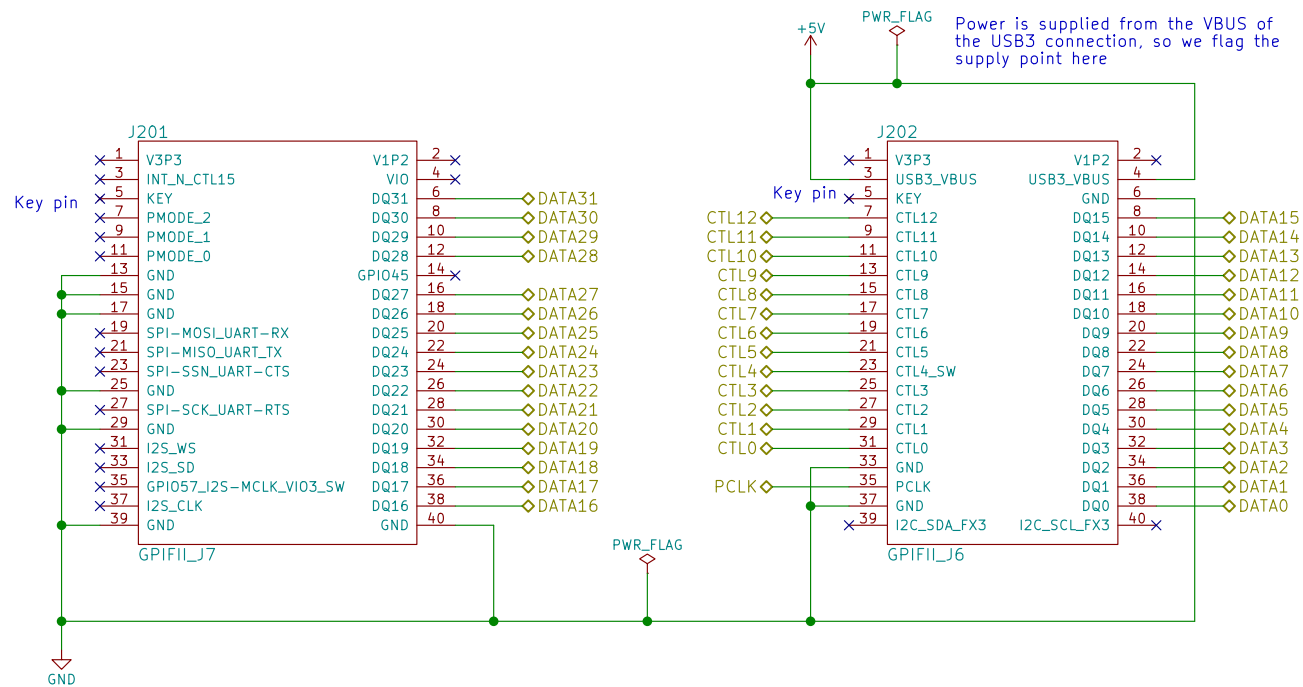 PWR_FLAG
Power is supplied from the VBUS of
the USB3 connection, so we flag the
supply point here
+5V
J201
1 V3P3 V1P2 2
3 INT_N_CTL15 VIO 4
Key pin 5 KEY DQ31 6 DATA31
7 PMODE_2 DQ30 8 DATA30
9 PMODE_1 DQ29 10 DATA29
11 PMODE_0 DQ28 12 DATA28
13 GND GPIO45 14
15 GND DQ27 16 DATA27
17 GND DQ26 18 DATA26
19 SPI-MOSI_UART-RX DQ25 20 DATA25
21 SPI-MISO_UART_TX DQ24 22 DATA24
23 SPI-SSN_UART-CTS DQ23 24 DATA23
25 GND DQ22 26 DATA22
27 SPI-SCK_UART-RTS DQ21 28 DATA21
29 GND DQ20 30 DATA20
31 I2S_WS DQ19 32 DATA19
33 I2S_SD DQ18 34 DATA18
35 GPIO57_I2S-MCLK_VIO3_SW DQ17 36 DATA17
37 I2S_CLK DQ16 38 DATA16
39 GND GND 40
GPIFII_J7
J202
1 V3P3 V1P2 2
3 USB3_VBUS USB3_VBUS 4
Key pin 5 KEY GND 6
CTL12 7 CTL12 DQ15 8 DATA15
CTL11 9 CTL11 DQ14 10 DATA14
CTL10 11 CTL10 DQ13 12 DATA13
CTL9 13 CTL9 DQ12 14 DATA12
CTL8 15 CTL8 DQ11 16 DATA11
CTL7 17 CTL7 DQ10 18 DATA10
CTL6 19 CTL6 DQ9 20 DATA9
CTL5 21 CTL5 DQ8 22 DATA8
CTL4 23 CTL4_SW DQ7 24 DATA7
CTL3 25 CTL3 DQ6 26 DATA6
CTL2 27 CTL2 DQ5 28 DATA5
CTL1 29 CTL1 DQ4 30 DATA4
CTL0 31 CTL0 DQ3 32 DATA3
33 GND DQ2 34 DATA2
PCLK 35 PCLK DQ1 36 DATA1
37 GND DQ0 38 DATA0
39 I2C_SDA_FX3 I2C_SCL_FX3 40
GPIFII_J6
PWR_FLAG
GND